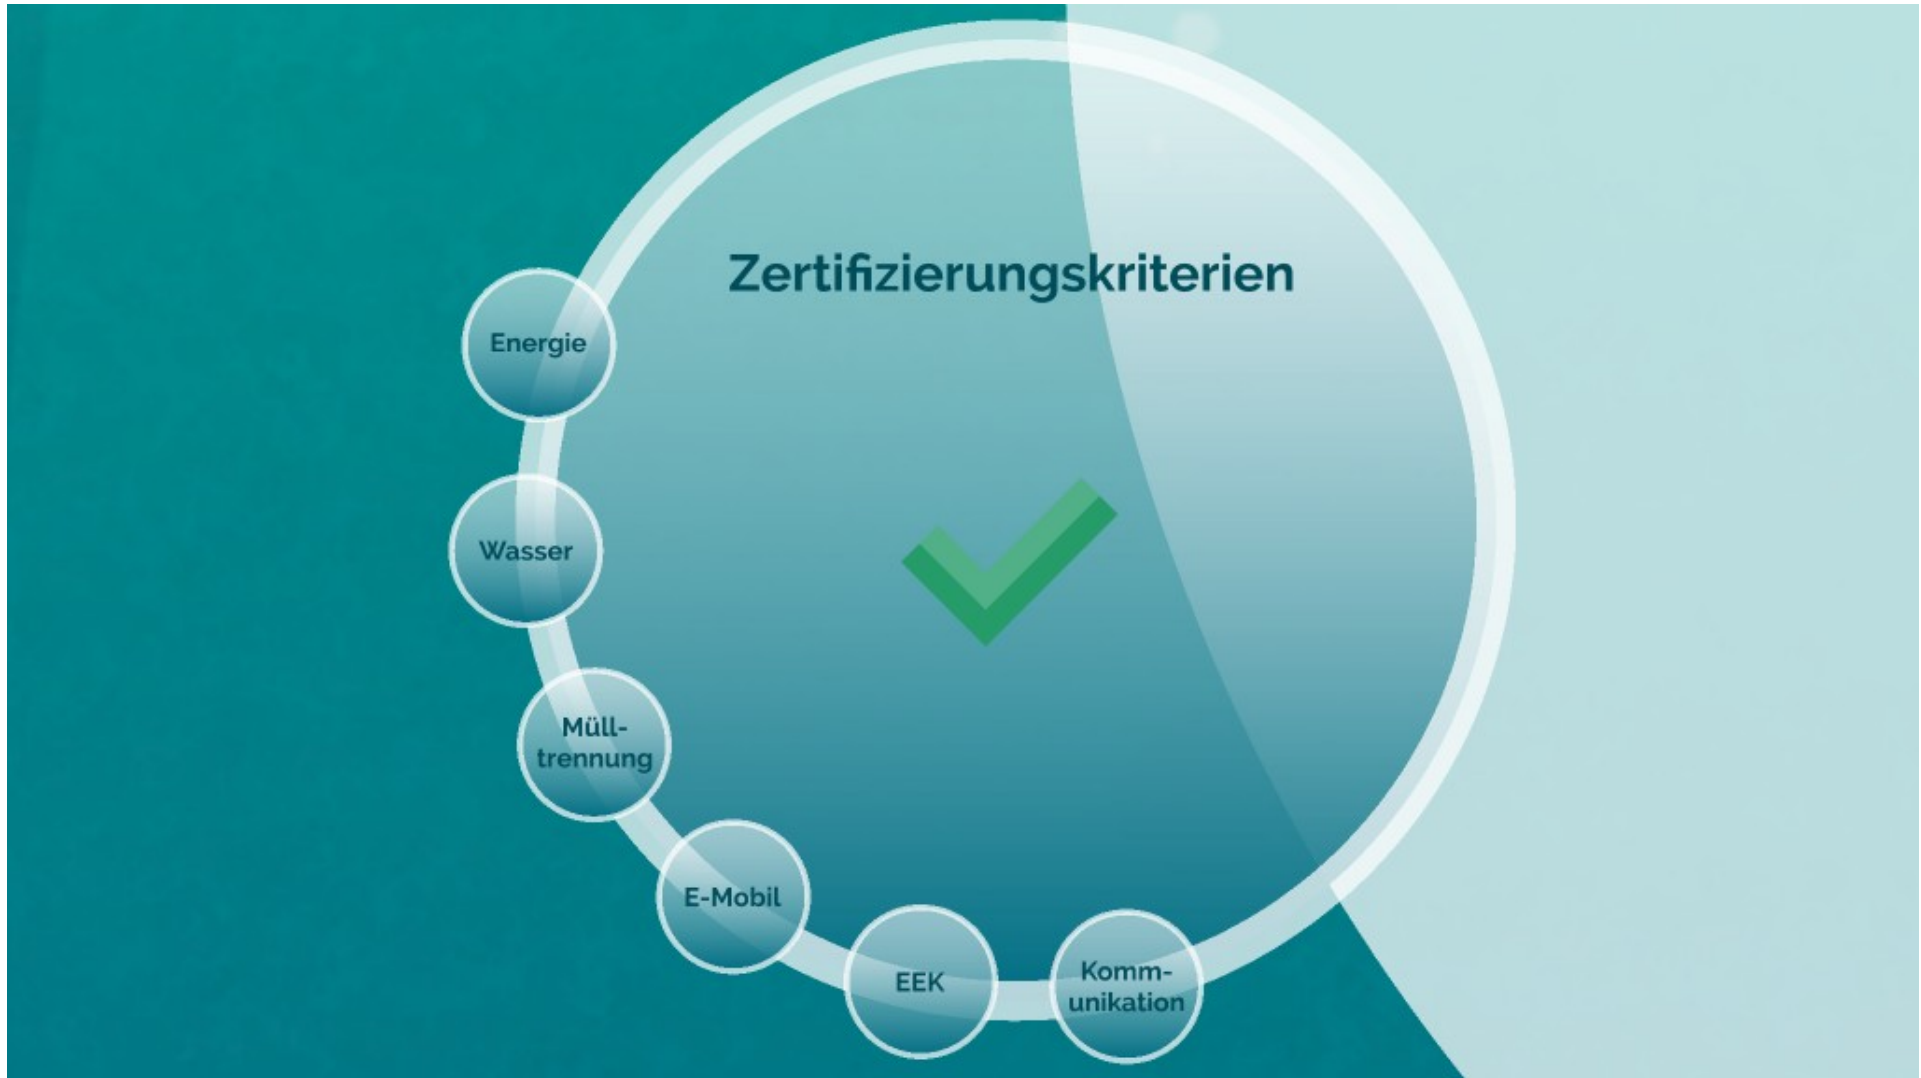 Zertifizierungskriterien
Energie
Wasser
Müll-
trennung
E-Mobil
EEK
Komm-
unikation